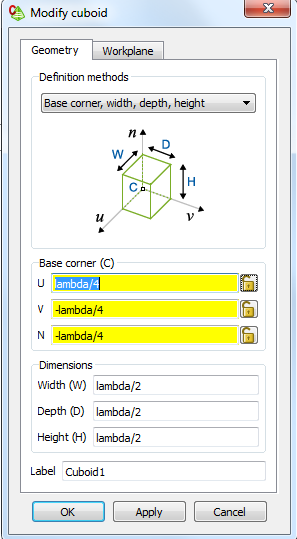 Modify cuboid
Geometry Workplane
Definition methods
Base corner, width, depth, height
n
W D
C H
u v
Base corner (C)
U lambda/4
V -lambda/4
N -lambda/4
Dimensions
Width (W) lambda/2
Depth (D) lambda/2
Height (H) lambda/2
Label Cuboid1
OK Apply Cancel